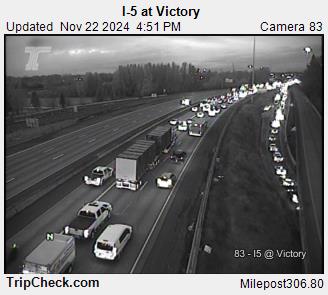 I-5 at Victory
Updated Nov 22 2024 4:51 PM Camera 83
T
N
83 - I5 @ Victory
TripCheck.com Milepost306.80